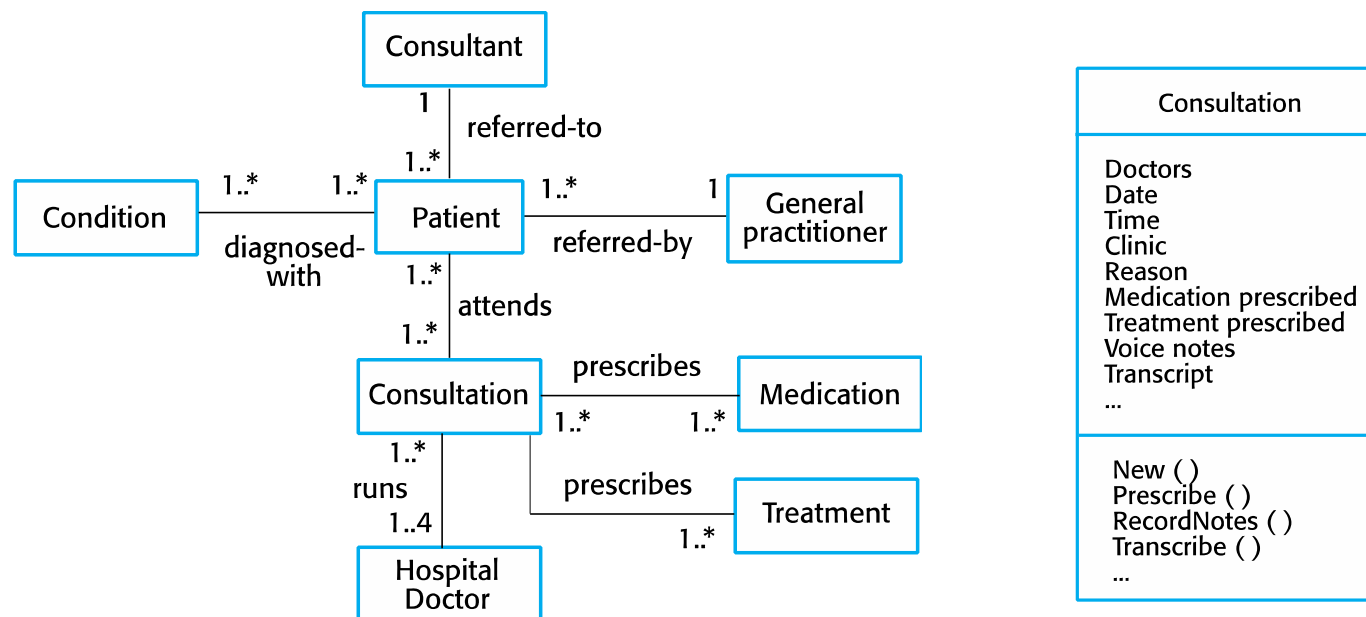 Consultant
1
referred-to
1..*
1..*
1..*
1..*
1
Condition
Patient
General
practitioner
diagnosed-
with
referred-by
1..*
attends
1..*
prescribes
Consultation
Medication
1..*
1..*
1..*
runs
prescribes
1..4
Treatment
1..*
Hospital
Doctor
Consultation
Doctors
Date
Time
Clinic
Reason
Medication prescribed
Treatment prescribed
Voice notes
Transcript
...
New ( )
Prescribe ( )
RecordNotes ( )
Transcribe ( )
...